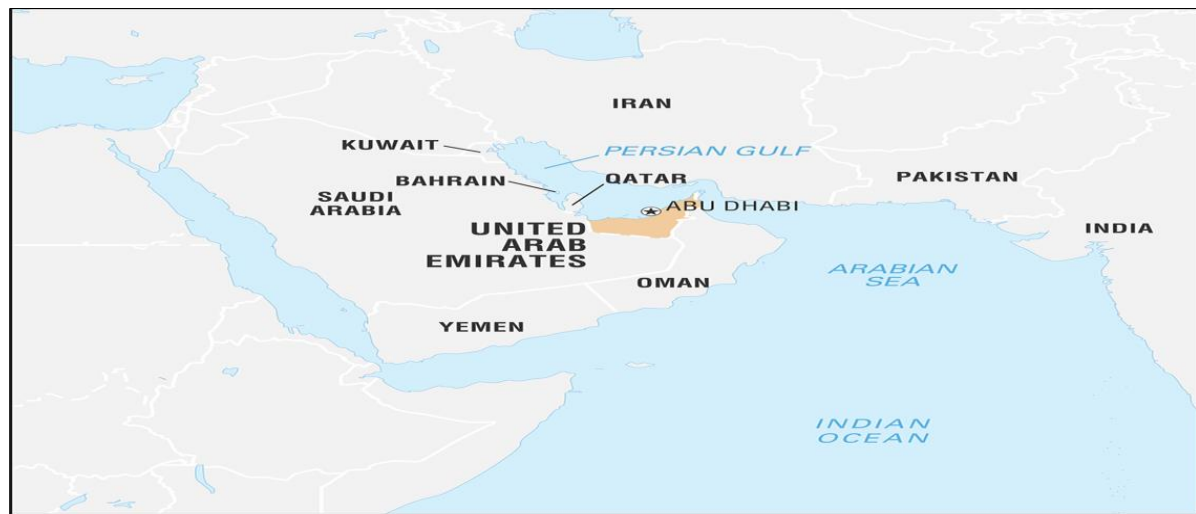 IRAN
KUWAIT
PERSIAN GULF
BAHRAIN
QATAR
PAKISTAN
SAUDI
ARABIA
ABU DHABI
UNITED
ARAB
EMIRATES
INDIA
OMAN
ARABIAN
SEA
YEMEN
INDIAN
OCEAN